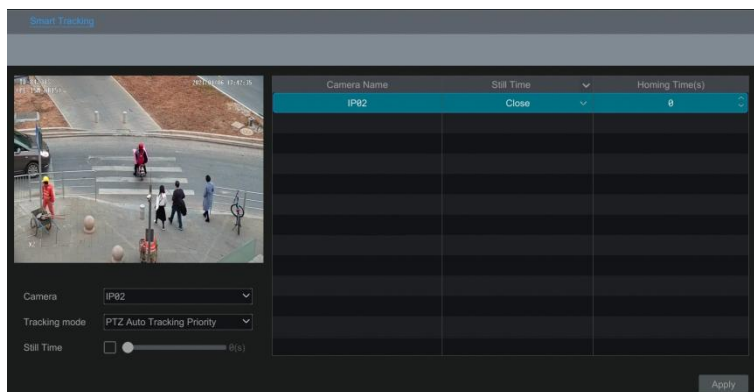 Smart Tracking
Camera Name Still Time Homing Time(s)
IP02 Close 0
Camera IP02
Tracking mode PTZ Auto Tracking Priority
Still Time 0(s)
Apply